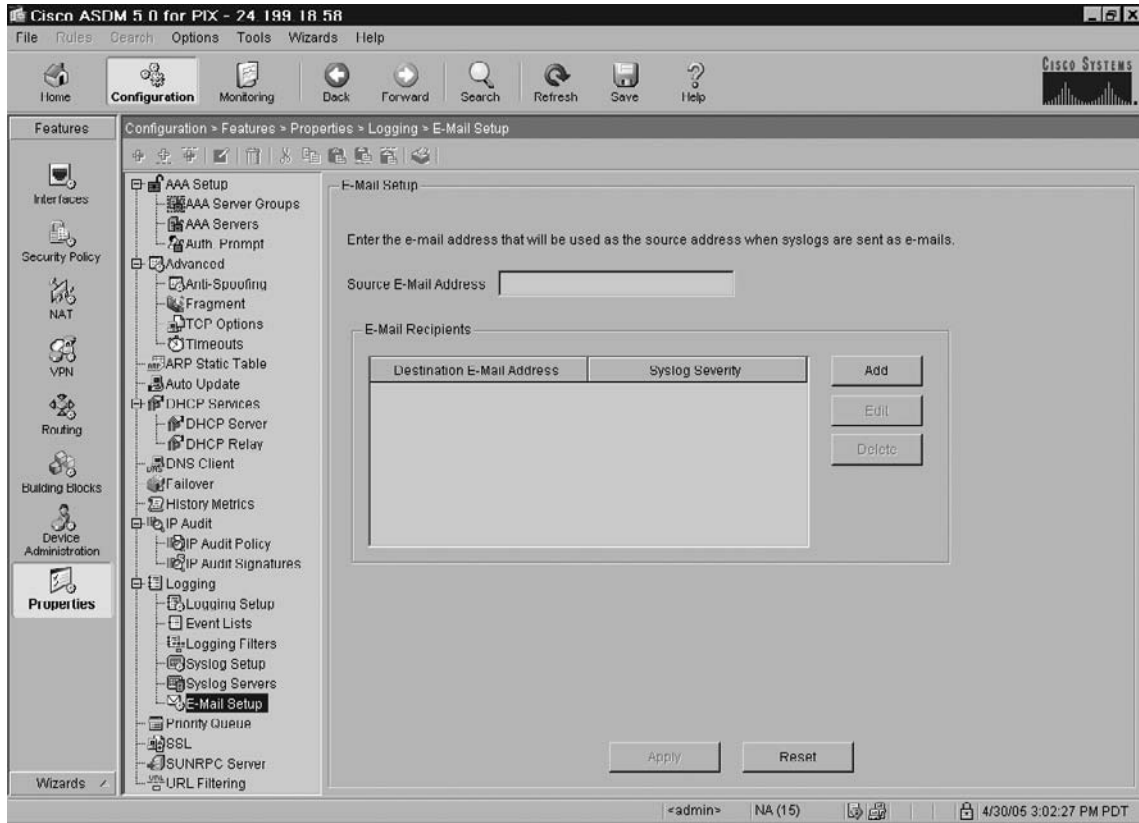 Cisco ASDM 5.0 for PIX - 24.199.18.58
File Rules Search Options Tools Wizards Help
Home Configuration Monitoring Back Forward Search Refresh Save Help
CISCO SYSTEMS
Features
Configuration > Features > Properties > Logging > E-Mail Setup
Interfaces
Security Policy
NAT
VPN
Routing
Building Blocks
Device
Administration
Properties
Wizards
AAA Setup
AAA Server Groups
AAA Servers
Auth. Prompt
Advanced
Anti-Spoofing
Fragment
TCP Options
Timeouts
ARP Static Table
Auto Update
DHCP Services
DHCP Server
DHCP Relay
DNS Client
Failover
History Metrics
IP Audit
IP Audit Policy
IP Audit Signatures
Logging
Logging Setup
Event Lists
Logging Filters
Syslog Setup
Syslog Servers
E-Mail Setup
Priority Queue
SSL
SUNRPC Server
URL Filtering
E-Mail Setup
Enter the e-mail address that will be used as the source address when syslogs are sent as e-mails.
Source E-Mail Address
E-Mail Recipients
Destination E-Mail Address Syslog Severity
Add
Edit
Delete
Apply Reset
<admin> NA (15) 4/30/05 3:02:27 PM PDT